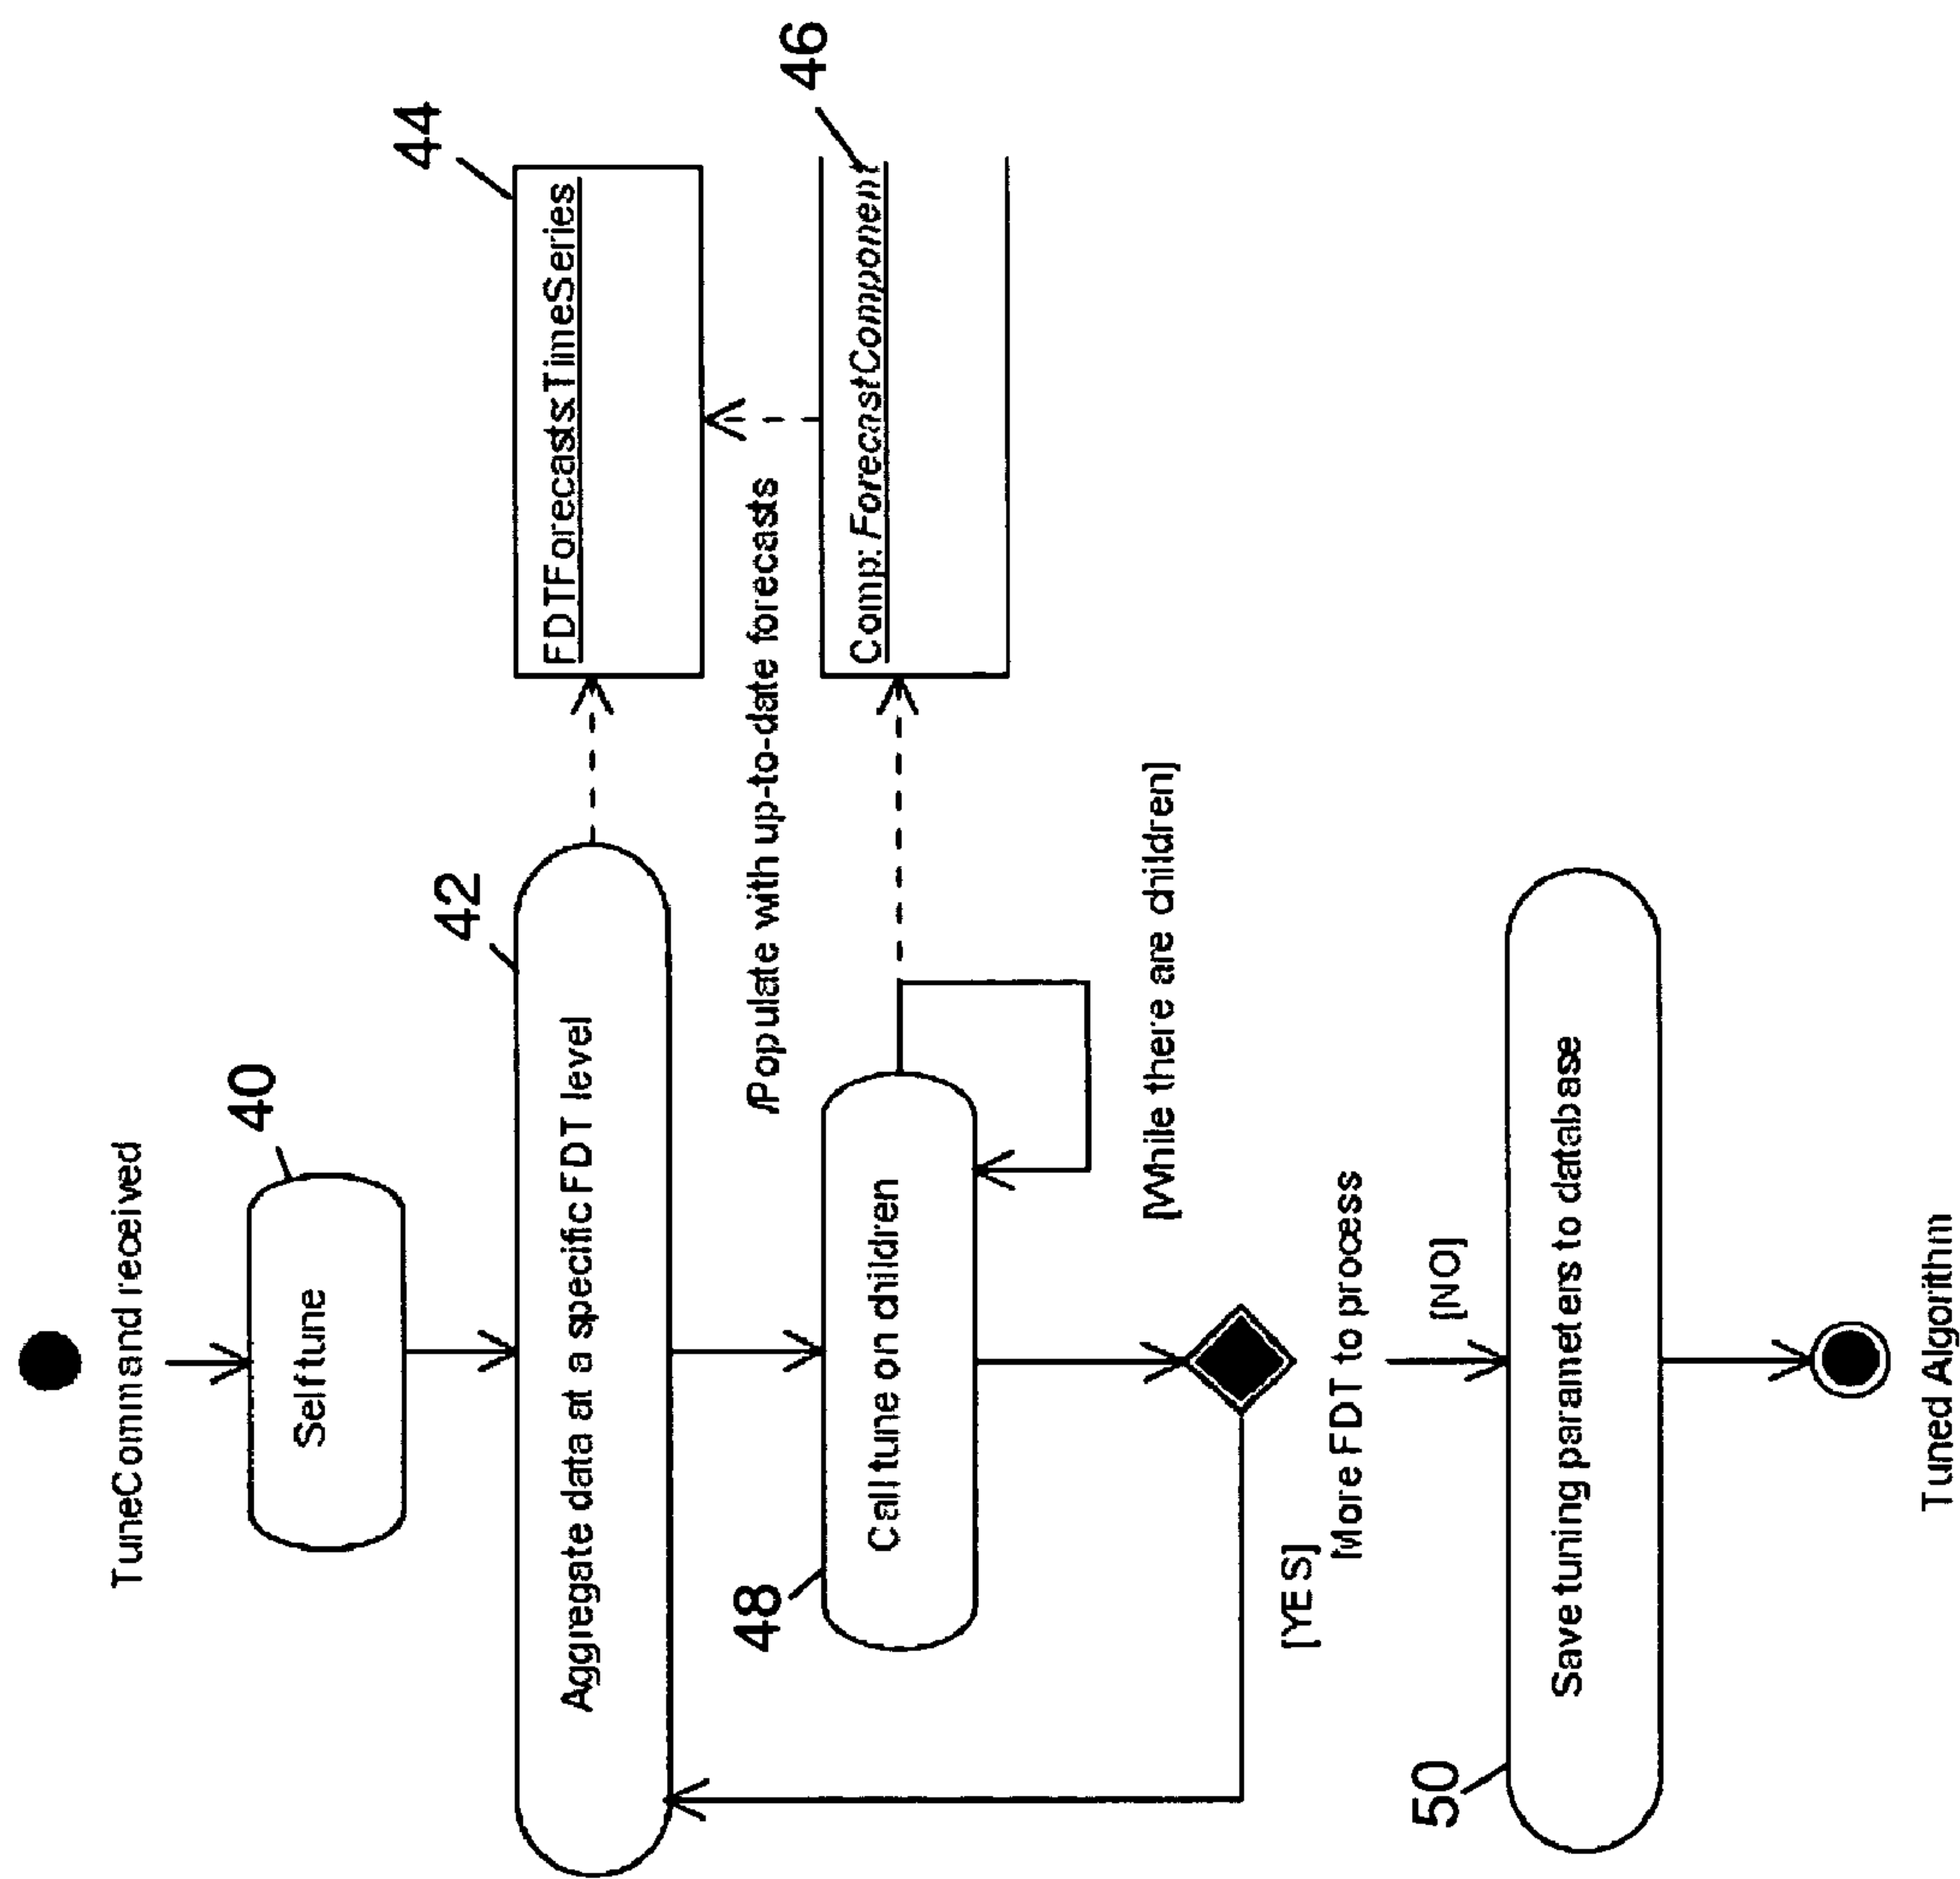 TuneCommand received
40
Self tune
42
Aggregate data at a specific FDT level
44
FDTForecasts:TimeSeries
/Populate with up-to-date forecasts
46
Comp: ForecastComponent
48
Call tune on children
[While there are children]
[YES]
[More FDT to process
[NO]
50
Save tuning parameters to database
Tuned Algorithm